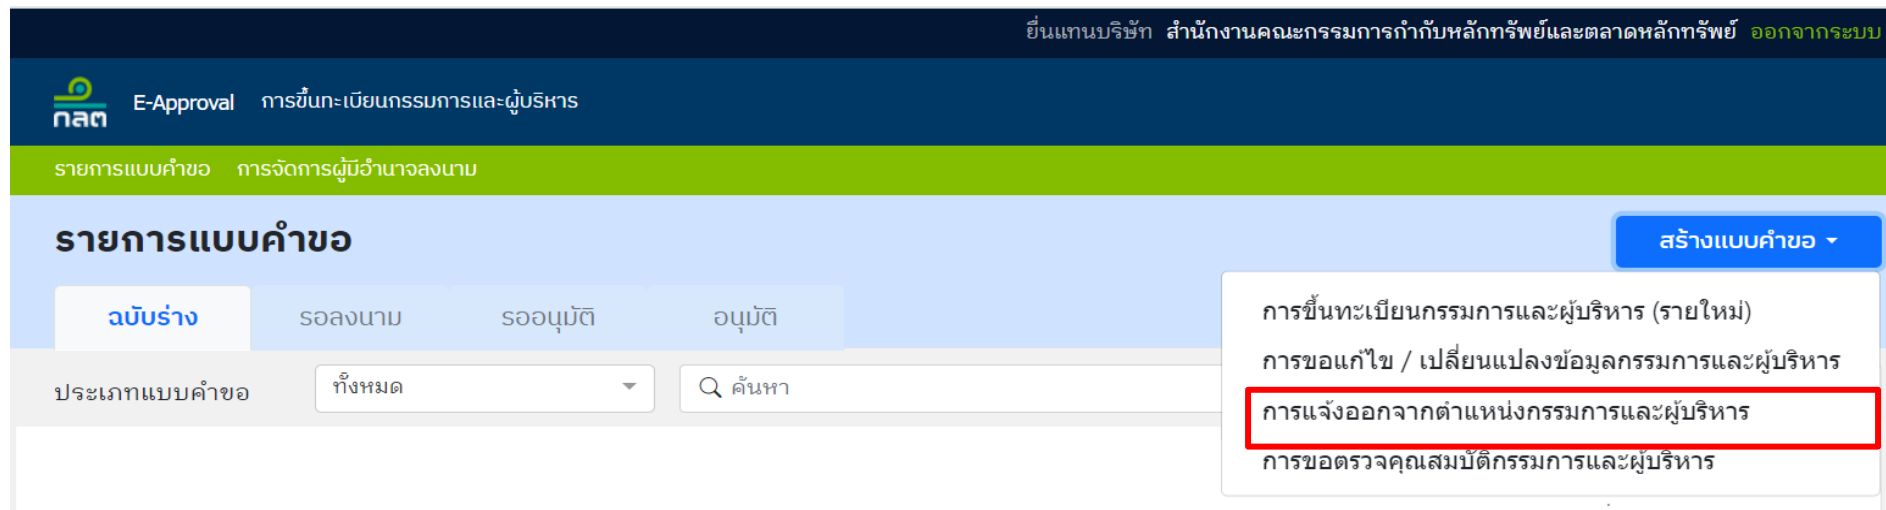 ยื่นแทนบริษัท สำนักงานคณะกรรมการกำกับหลักทรัพย์และตลาดหลักทรัพย์ ออกจากระบบ
กลต E-Approval การขึ้นทะเบียนกรรมการและผู้บริหาร
รายการแบบคำขอ การจัดการผู้มีอำนาจลงนาม
รายการแบบคำขอ
สร้างแบบคำขอ
ฉบับร่าง รอลงนาม รออนุมัติ อนุมัติ
ประเภทแบบคำขอ ทั้งหมด ค้นหา
การขึ้นทะเบียนกรรมการและผู้บริหาร (รายใหม่)
การขอแก้ไข / เปลี่ยนแปลงข้อมูลกรรมการและผู้บริหาร
การแจ้งออกจากตำแหน่งกรรมการและผู้บริหาร
การขอตรวจคุณสมบัติกรรมการและผู้บริหาร